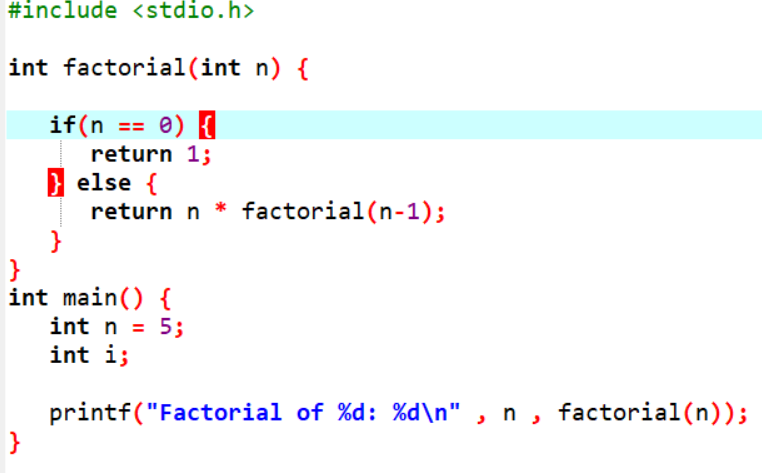 #include <stdio.h>
int factorial(int n) {
if(n == 0) {
return 1;
} else {
return n * factorial(n-1);
}
}
int main() {
int n = 5;
int i;
printf("Factorial of %d: %d\n" , n , factorial(n));
}